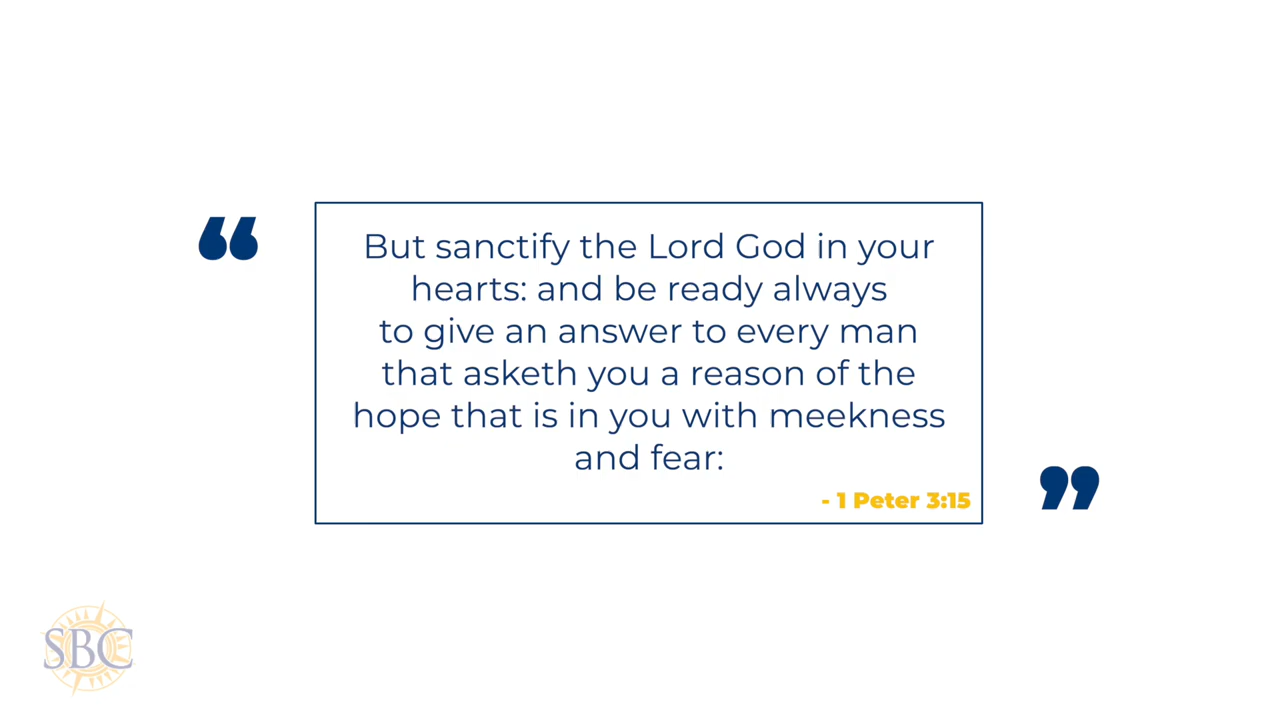 “
But sanctify the Lord God in your
hearts: and be ready always
to give an answer to every man
that asketh you a reason of the
hope that is in you with meekness
and fear:
- 1 Peter 3:15
”
SBC